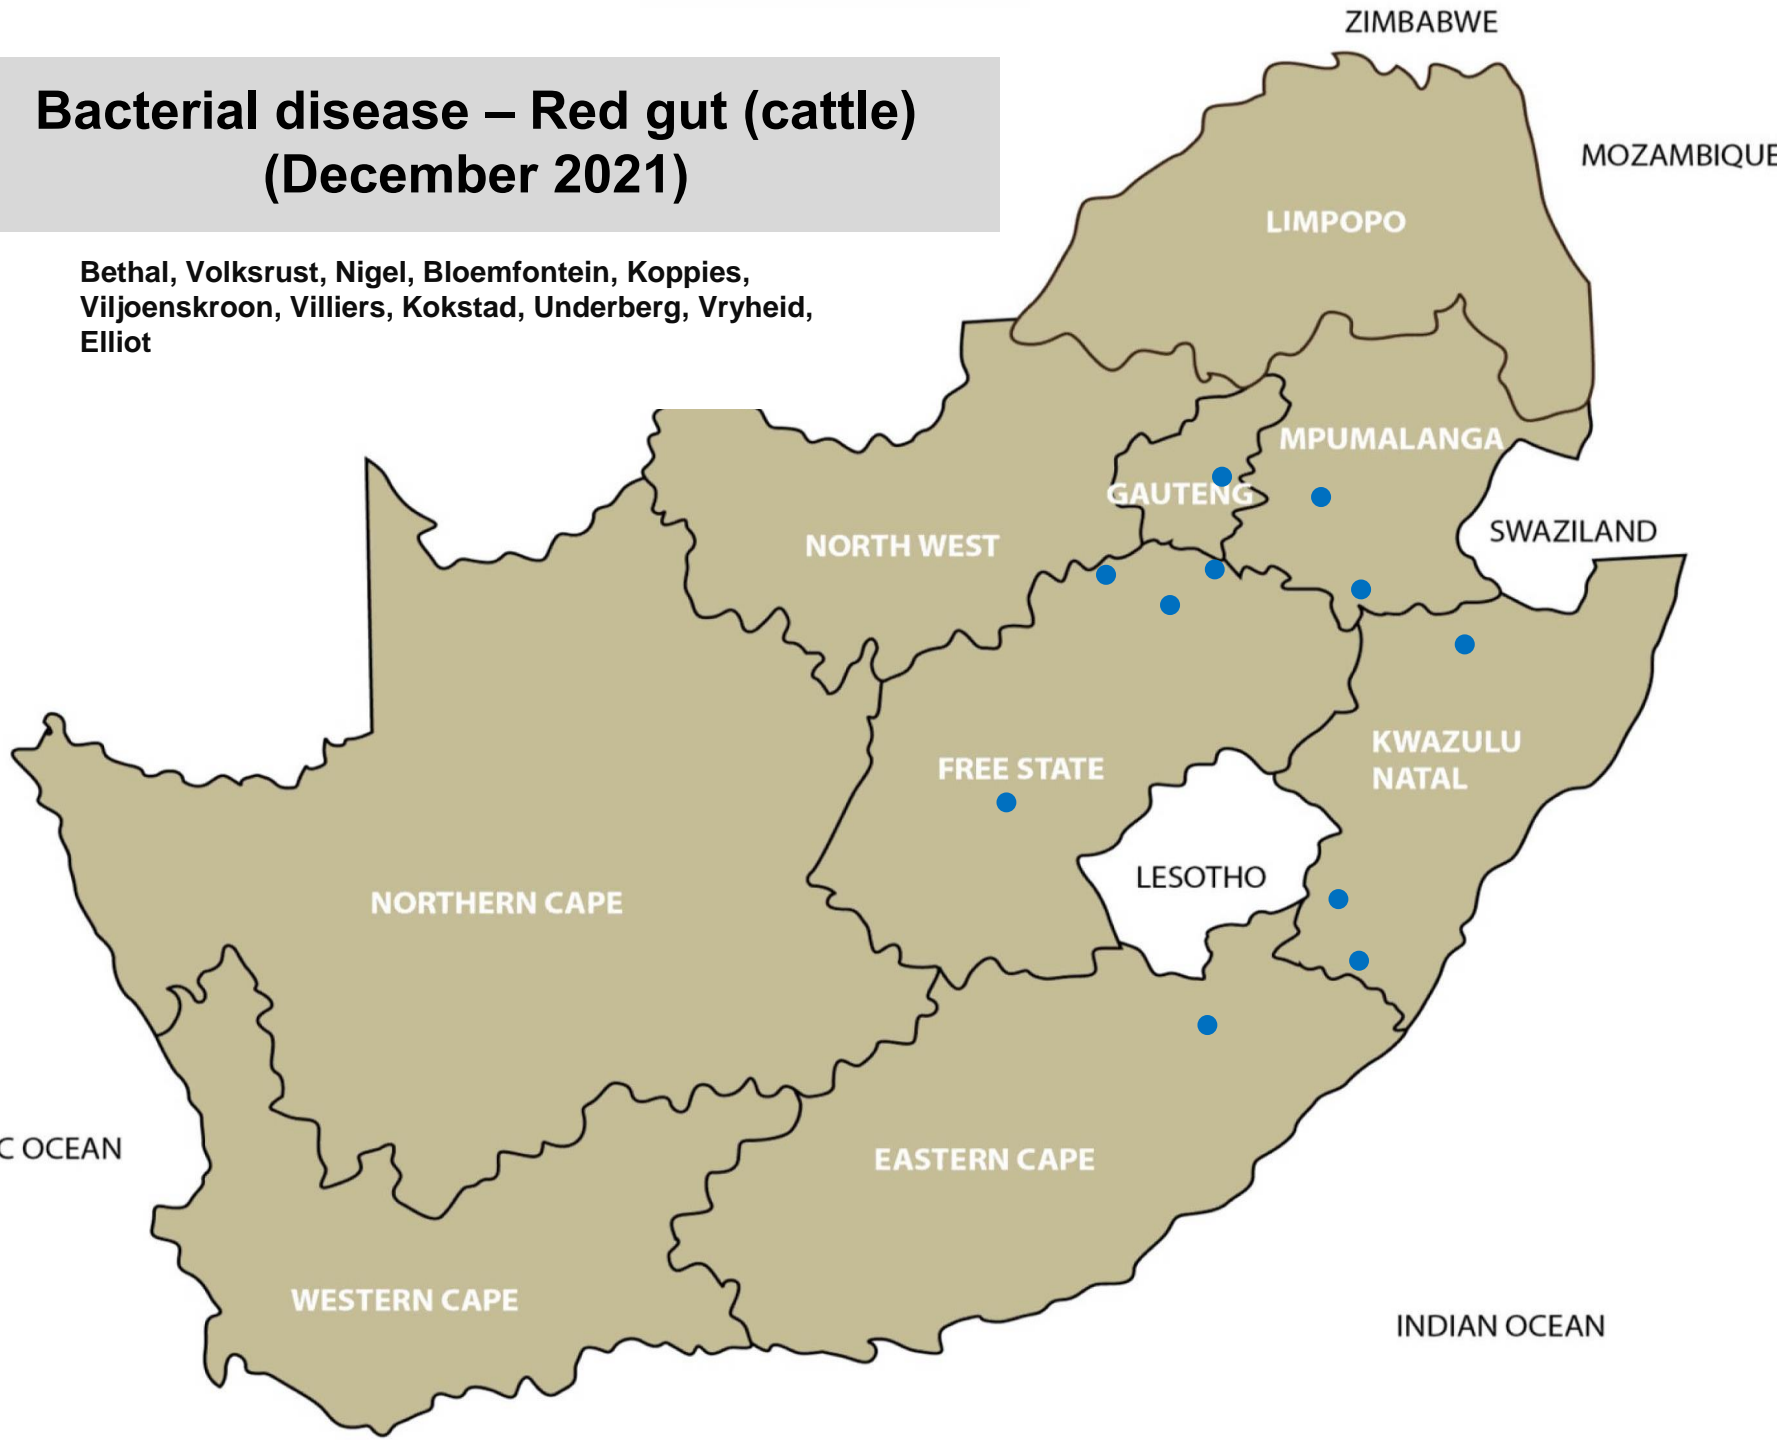 ZIMBABWE
Bacterial disease – Red gut (cattle)
(December 2021)
MOZAMBIQUE
LIMPOPO
Bethal, Volksrust, Nigel, Bloemfontein, Koppies,
Viljoenskroon, Villiers, Kokstad, Underberg, Vryheid,
Elliot
MPUMALANGA
GAUTENG
SWAZILAND
NORTH WEST
KWAZULU
NATAL
FREE STATE
LESOTHO
NORTHERN CAPE
C OCEAN
EASTERN CAPE
WESTERN CAPE
INDIAN OCEAN